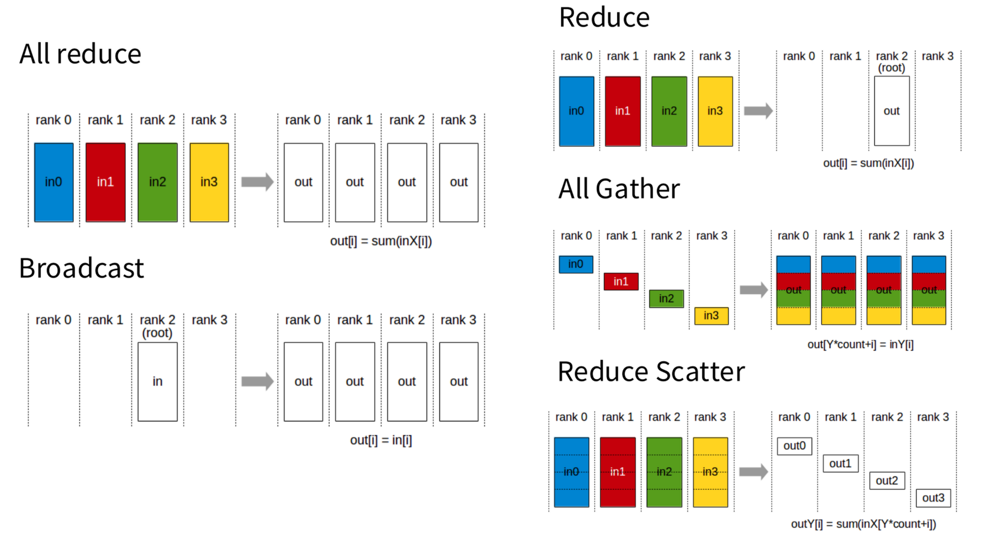 All reduce
rank 0 rank 1 rank 2 rank 3 rank 0 rank 1 rank 2 rank 3
in0 in1 in2 in3 out out out out
out[i] = sum(inX[i])
Broadcast
rank 0 rank 1 rank 2 rank 3 rank 0 rank 1 rank 2 rank 3
(root)
in out out out out
out[i] = in[i]
Reduce
rank 0 rank 1 rank 2 rank 3 rank 0 rank 1 rank 2 rank 3
(root)
in0 in1 in2 in3 out
out[i] = sum(inX[i])
All Gather
rank 0 rank 1 rank 2 rank 3 rank 0 rank 1 rank 2 rank 3
in0
in1
out out out out
in2
in3
out[Y*count+i] = inY[i]
Reduce Scatter
rank 0 rank 1 rank 2 rank 3 rank 0 rank 1 rank 2 rank 3
out0
out1
in0 in1 in2 in3
out2
out3
outY[i] = sum(inX[Y*count+i])